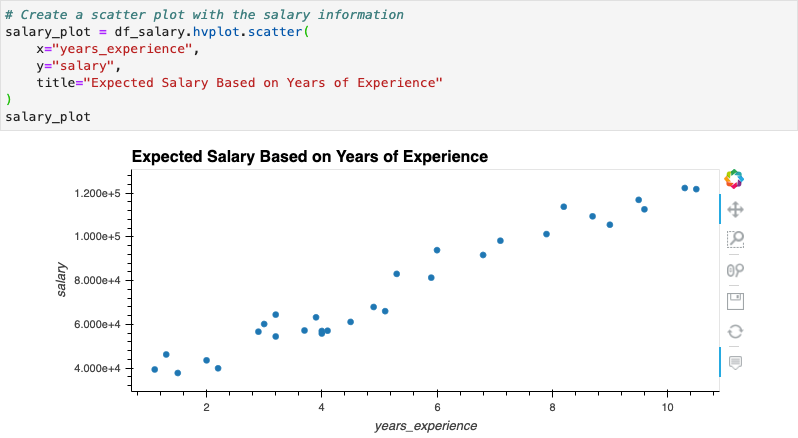 # Create a scatter plot with the salary information
salary_plot = df_salary.hvplot.scatter(
    x="years_experience",
    y="salary",
    title="Expected Salary Based on Years of Experience"
)
salary_plot
Expected Salary Based on Years of Experience
1.200e+5
1.000e+5
8.000e+4
6.000e+4
4.000e+4
salary
2 4 6 8 10
years_experience